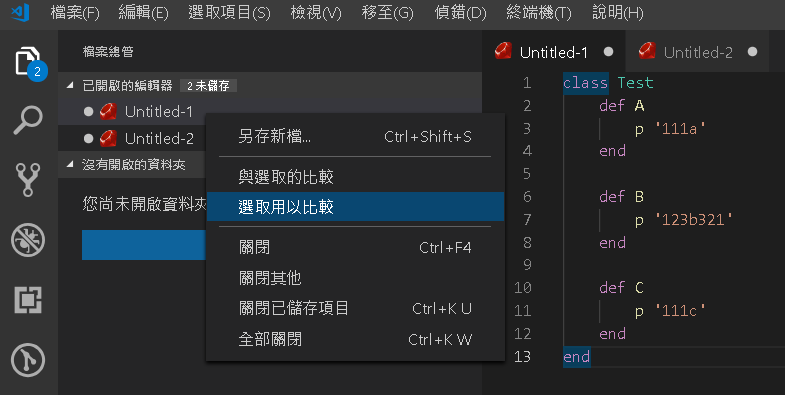 檔案(F) 編輯(E) 選取項目(S) 檢視(V) 移至(G) 偵錯(D) 終端機(T) 說明(H)
檔案總管
已開啟的編輯器 2 未儲存
Untitled-1
Untitled-2
沒有開啟的資料夾
您尚未開啟資料夾
2
另存新檔... Ctrl+Shift+S
與選取的比較
選取用以比較
關閉 Ctrl+F4
關閉其他
關閉已儲存項目 Ctrl+K U
全部關閉 Ctrl+K W
Untitled-1 Untitled-2
1 class Test
2 def A
3 p '111a'
4 end
5
6 def B
7 p '123b321'
8 end
9
10 def C
11 p '111c'
12 end
13 end